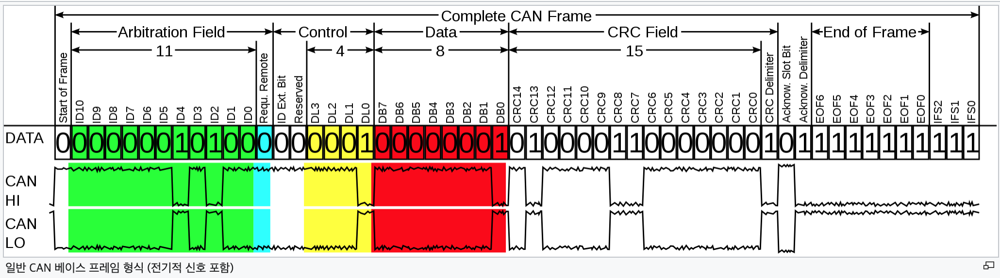 Complete CAN Frame
Arbitration Field
Control
Data
CRC Field
End of Frame
11
4
8
15
Start of Frame
ID10
ID9
ID8
ID7
ID6
ID5
ID4
ID3
ID2
ID1
ID0
Requ. Remote
ID Ext. Bit
Reserved
DL3
DL2
DL1
DL0
DB7
DB6
DB5
DB4
DB3
DB2
DB1
DB0
CRC14
CRC13
CRC12
CRC11
CRC10
CRC9
CRC8
CRC7
CRC6
CRC5
CRC4
CRC3
CRC2
CRC1
CRC0
CRC Delimiter
Acknow. Slot Bit
Acknow. Delimiter
EOF6
EOF5
EOF4
EOF3
EOF2
EOF1
EOF0
IFS2
IFS1
IFS0
DATA 0 0 0 0 0 0 0 1 0 1 0 0 0 0 0 0 0 0 1 0 0 0 0 0 0 0 1 0 1 0 0 0 0 1 1 0 0 0 0 0 0 0 1 0 1 1 1 1 1 1 1 1 1 1 1
CAN
HI
CAN
LO
일반 CAN 베이스 프레임 형식 (전기적 신호 포함)